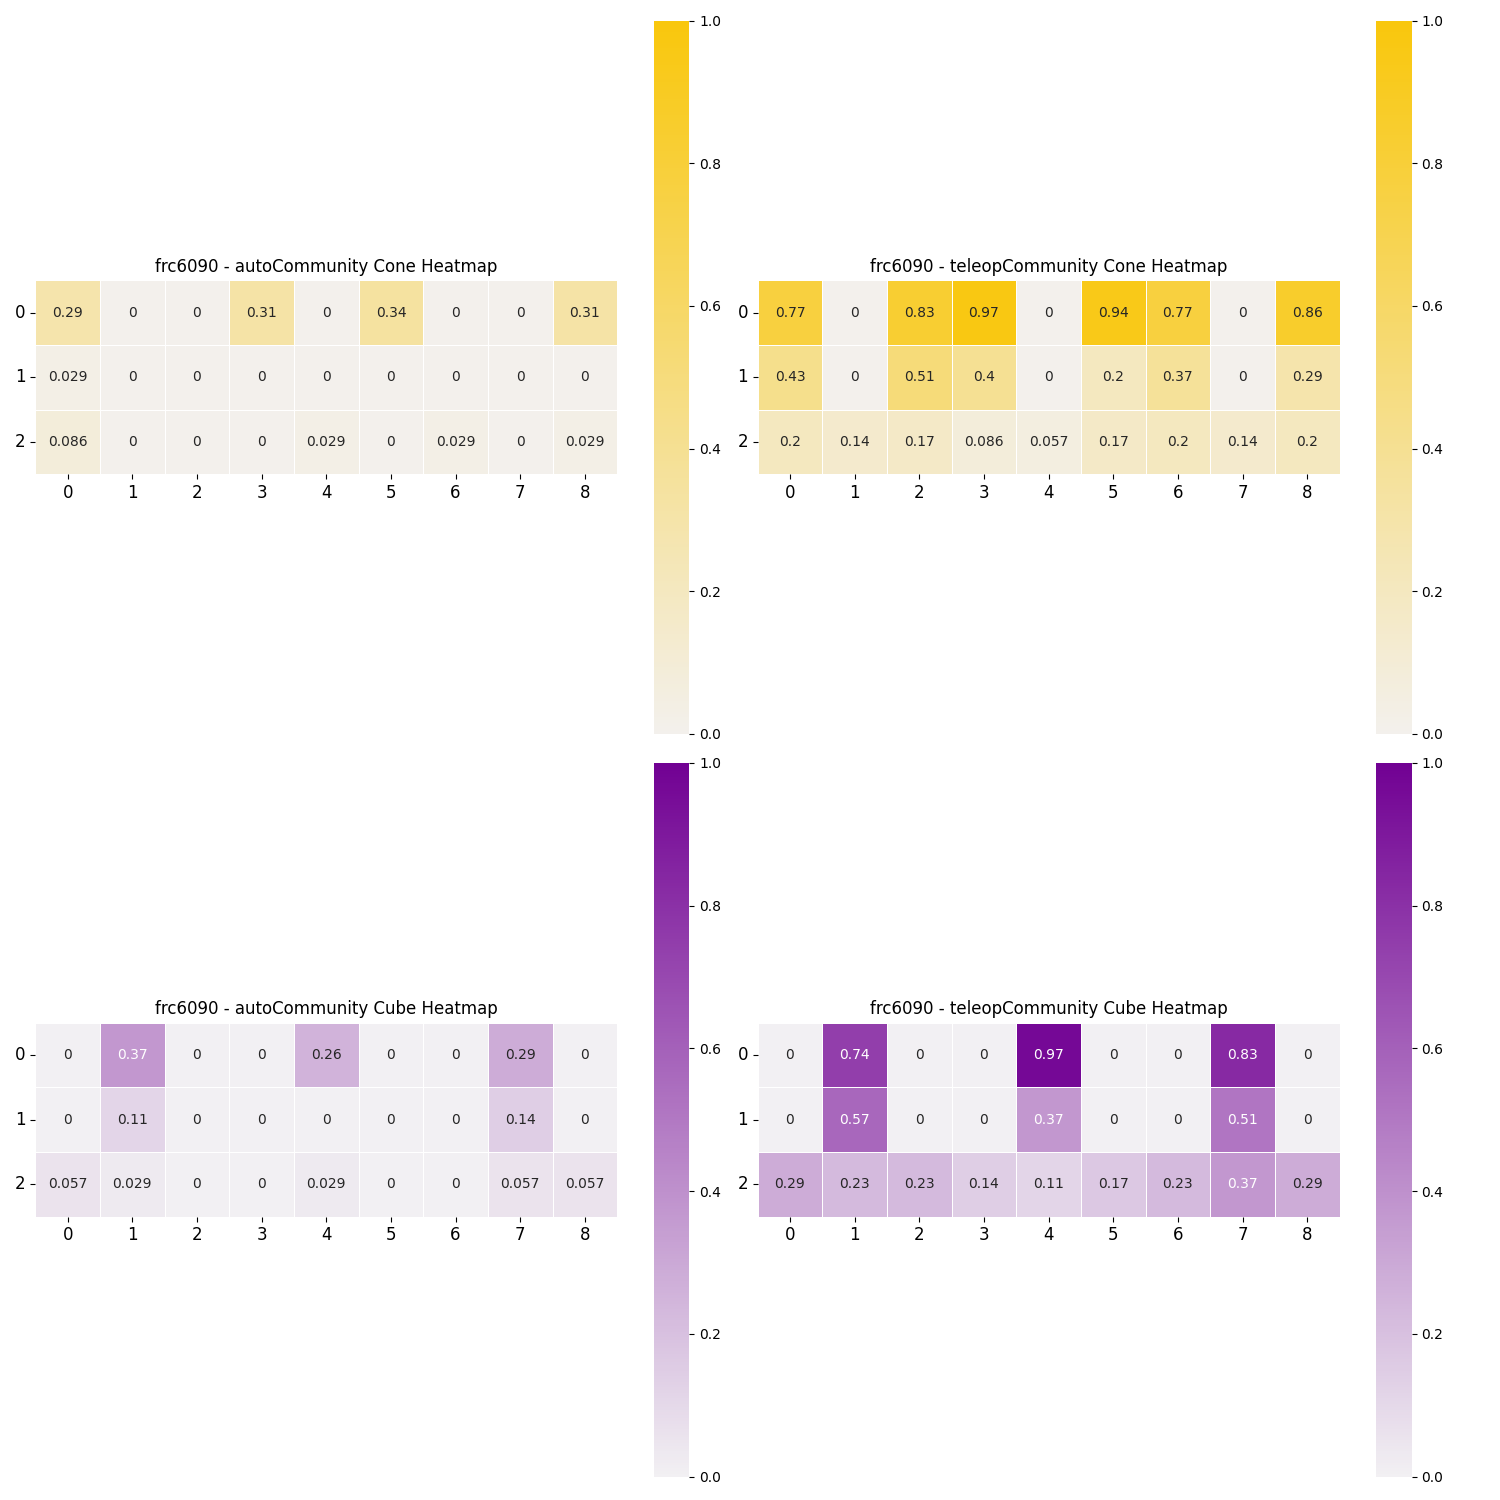 frc6090 - autoCommunity Cone Heatmap
0 0.29 0 0 0.31 0 0.34 0 0 0.31
1 0.029 0 0 0 0 0 0 0 0
2 0.086 0 0 0 0.029 0 0.029 0 0.029
0 1 2 3 4 5 6 7 8
1.0
0.8
0.6
0.4
0.2
0.0
frc6090 - teleopCommunity Cone Heatmap
0 0.77 0 0.83 0.97 0 0.94 0.77 0 0.86
1 0.43 0 0.51 0.4 0 0.2 0.37 0 0.29
2 0.2 0.14 0.17 0.086 0.057 0.17 0.2 0.14 0.2
0 1 2 3 4 5 6 7 8
1.0
0.8
0.6
0.4
0.2
0.0
frc6090 - autoCommunity Cube Heatmap
0 0 0.37 0 0 0.26 0 0 0.29 0
1 0 0.11 0 0 0 0 0 0.14 0
2 0.057 0.029 0 0 0.029 0 0 0.057 0.057
0 1 2 3 4 5 6 7 8
1.0
0.8
0.6
0.4
0.2
0.0
frc6090 - teleopCommunity Cube Heatmap
0 0 0.74 0 0 0.97 0 0 0.83 0
1 0 0.57 0 0 0.37 0 0 0.51 0
2 0.29 0.23 0.23 0.14 0.11 0.17 0.23 0.37 0.29
0 1 2 3 4 5 6 7 8
1.0
0.8
0.6
0.4
0.2
0.0